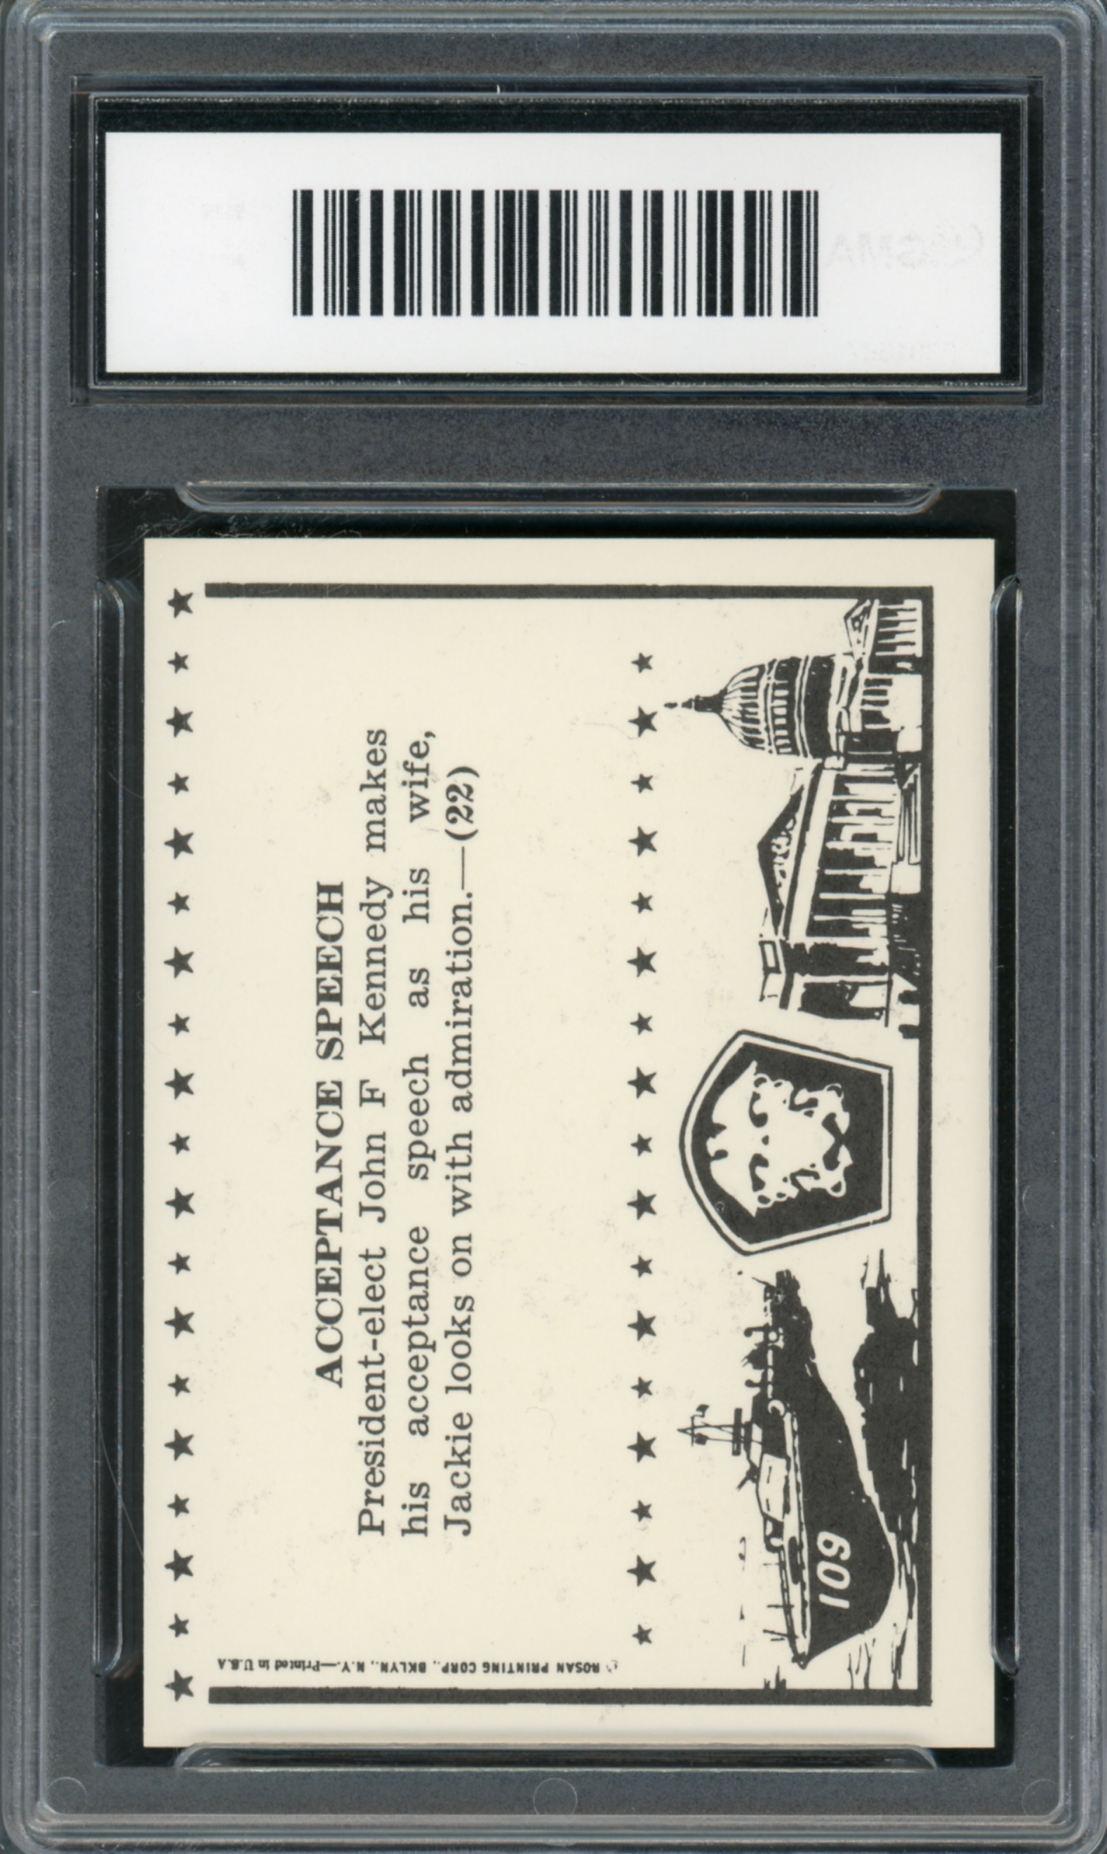 ACCEPTANCE SPEECH
President-elect John F Kennedy makes
his acceptance speech as his wife,
Jackie looks on with admiration.—(22)
109
ROSAN PRINTING CORP., BKLYN., N.Y.—Printed in U.S.A